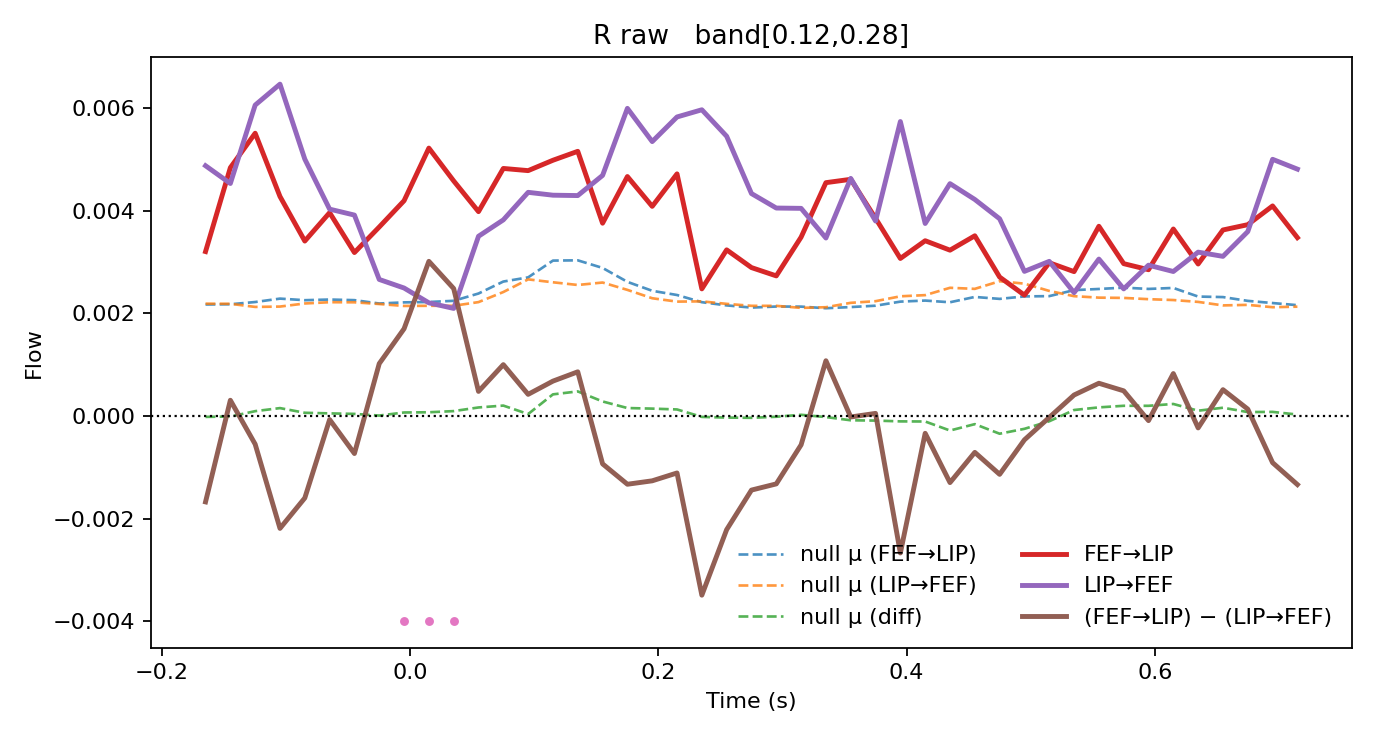 R raw   band[0.12,0.28]
Flow
0.006
0.004
0.002
0.000
−0.002
−0.004
null μ (FEF→LIP)
null μ (LIP→FEF)
null μ (diff)
FEF→LIP
LIP→FEF
(FEF→LIP) − (LIP→FEF)
−0.2
0.0
0.2
0.4
0.6
Time (s)